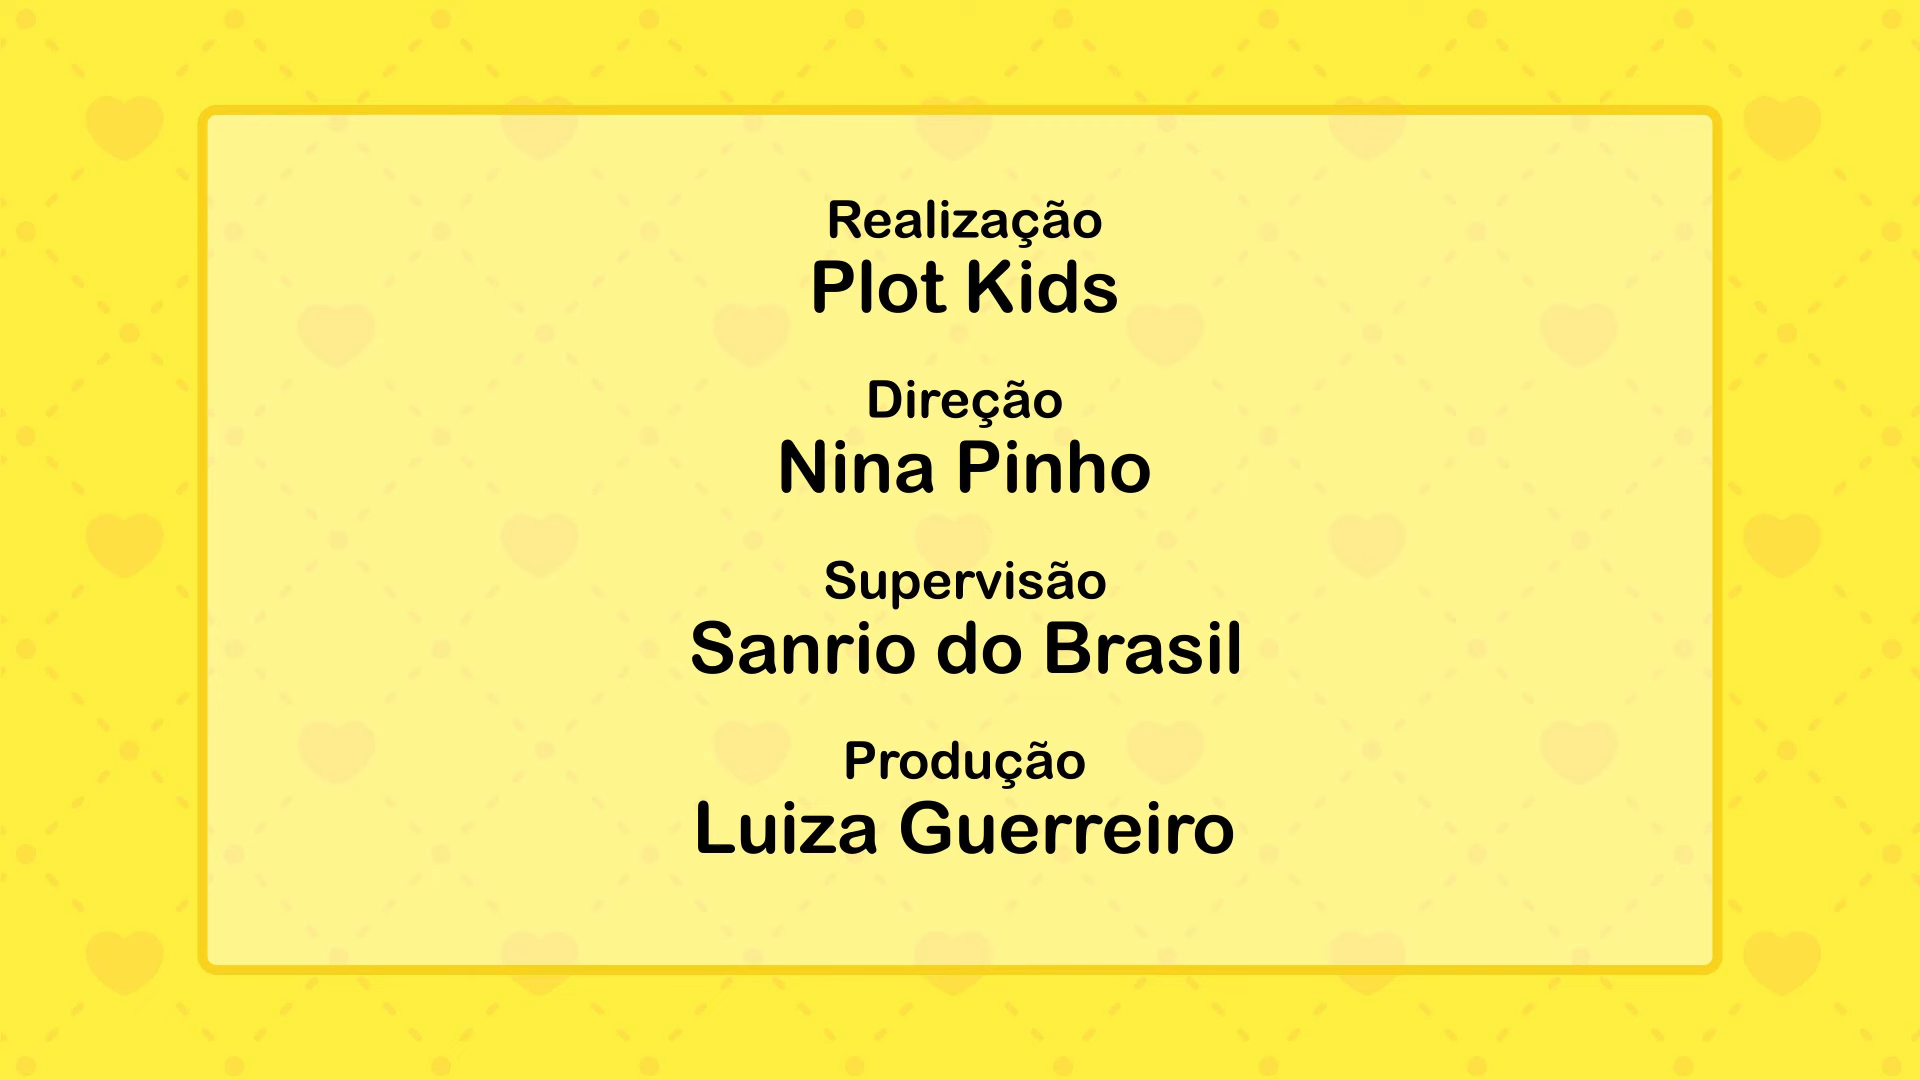 Realização
Plot Kids
Direção
Nina Pinho
Supervisão
Sanrio do Brasil
Produção
Luiza Guerreiro